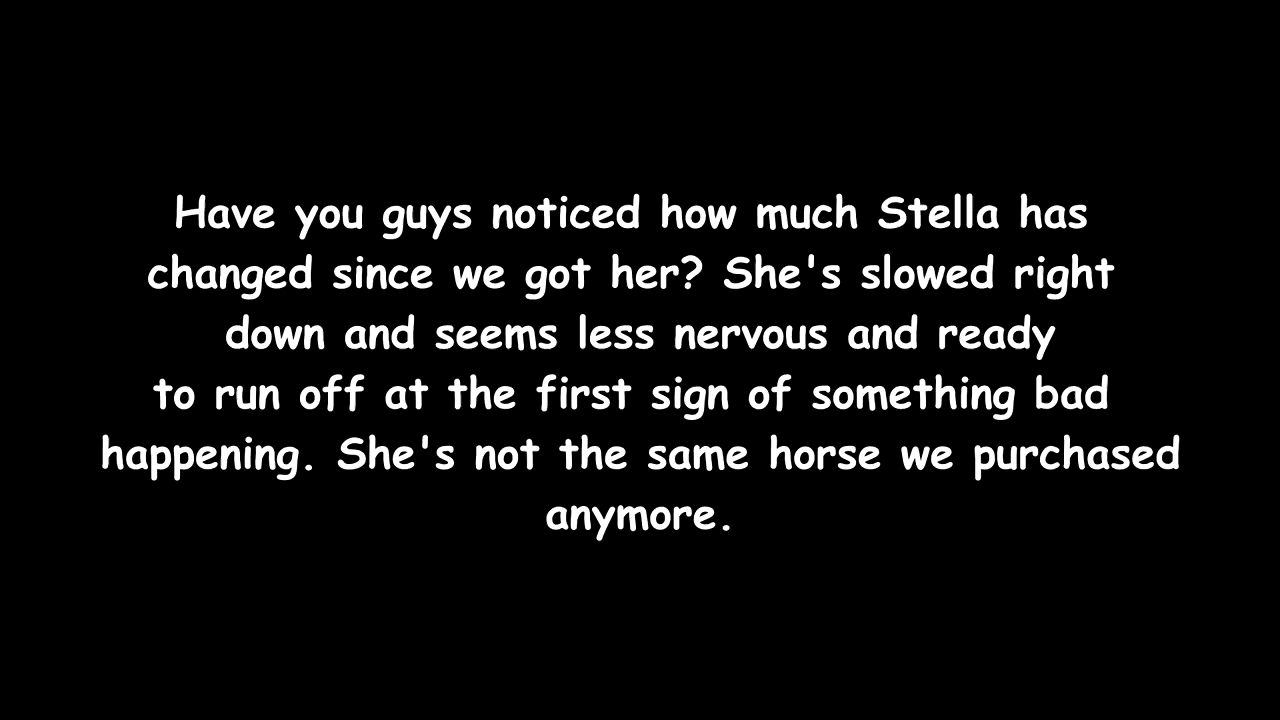 Have you guys noticed how much Stella has
changed since we got her? She's slowed right
down and seems less nervous and ready
to run off at the first sign of something bad
happening. She's not the same horse we purchased
anymore.